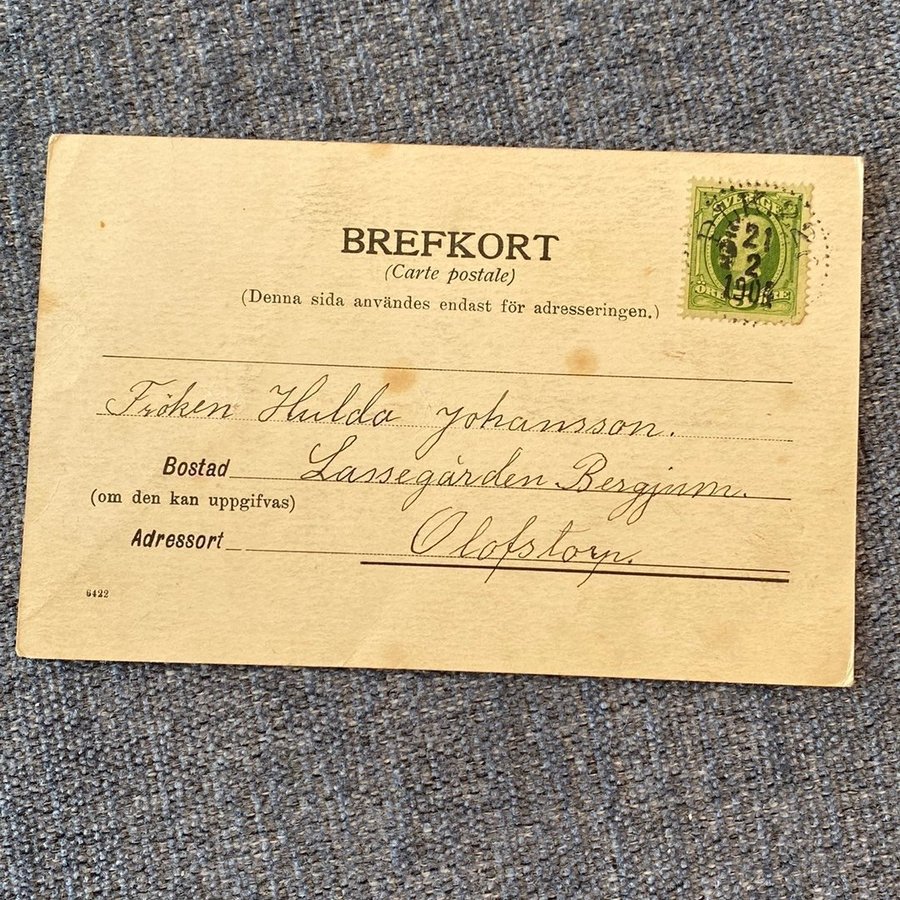 BREFKORT
(Carte postale)
(Denna sida användes endast för adresseringen.)
SVERIGE
21
2
Fröken Hulda Johansson.
Bostad Lassegården Bergjum.
(om den kan uppgifvas)
Adressort Olofstorp.
6422